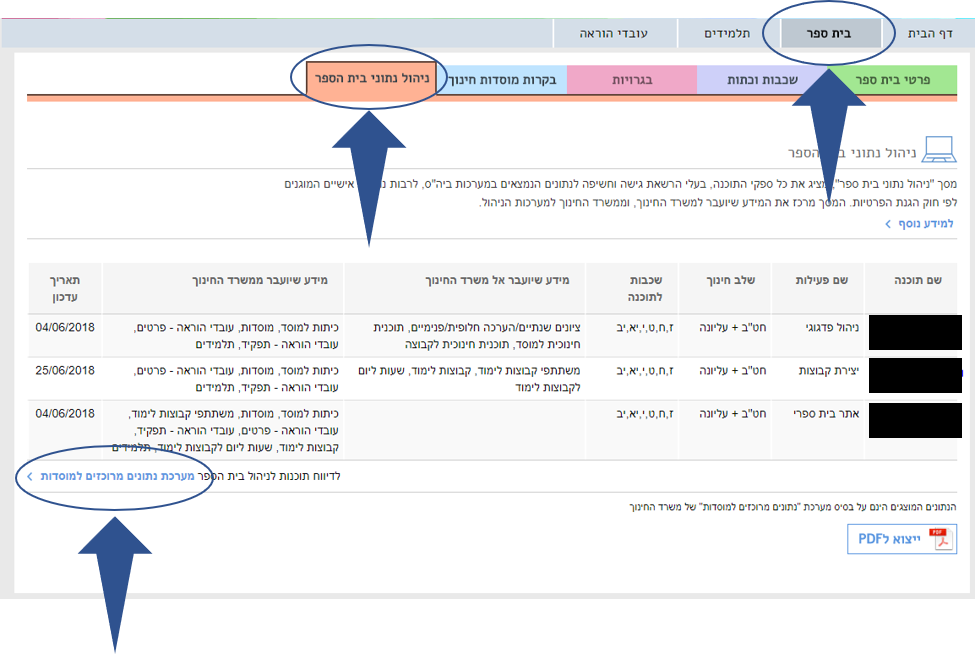 דף הבית
בית ספר
תלמידים
עובדי הוראה
פרטי בית ספר
שכבות וכתות
בגרויות
בקרות מוסדות חינוך
ניהול נתוני בית הספר
ניהול נתוני הספר
מסך "ניהול נתוני בית ספר", מציג את כל ספקי התוכנה, בעלי הרשאת גישה וחשיפה לנתונים הנמצאים במערכות ביה"ס, לרבות אישיים המוגנים
לפי חוק הגנת הפרטיות. המסך מרכז את המידע שיועבר למשרד החינוך, וממשרד החינוך למערכות הניהול.
למידע נוסף
שם תוכנה שם פעילות שלב חינוך שכבות מידע שיועבר אל משרד החינוך מידע שיועבר ממשרד החינוך תאריך
לתוכנה עדכון
ניהול פדגוגי חט"ב + עליונה ז,ח,ט,י,יא,יב ציונים שנתיים/הערכה חלופית/פנימיים, תוכנית כיתות למוסד, מוסדות, עובדי הוראה - פרטים, 04/06/2018
חינוכית למוסד, תוכנית חינוכית לקבוצה עובדי הוראה - תפקיד, תלמידים
יצירת קבוצות חט"ב + עליונה ז,ח,ט,י,יא,יב משתתפי קבוצות לימוד, קבוצות לימוד, שעות ליום כיתות למוסד, מוסדות, עובדי הוראה - פרטים, 25/06/2018
לקבוצות לימוד עובדי הוראה - תפקיד, תלמידים
אתר בית ספרי חט"ב + עליונה ז,ח,ט,י,יא,יב כיתות למוסד, מוסדות, משתתפי קבוצות לימוד, 04/06/2018
עובדי הוראה - פרטים, עובדי הוראה - תפקיד,
קבוצות לימוד, שעות ליום לקבוצות לימוד, תלמידים
לדיווח תוכנות לניהול בית הספר מערכת נתונים מרוכזים למוסדות
הנתונים המוצגים הינם על בסיס מערכת "נתונים מרוכזים למוסדות" של משרד החינוך
PDF
ייצוא לPDF